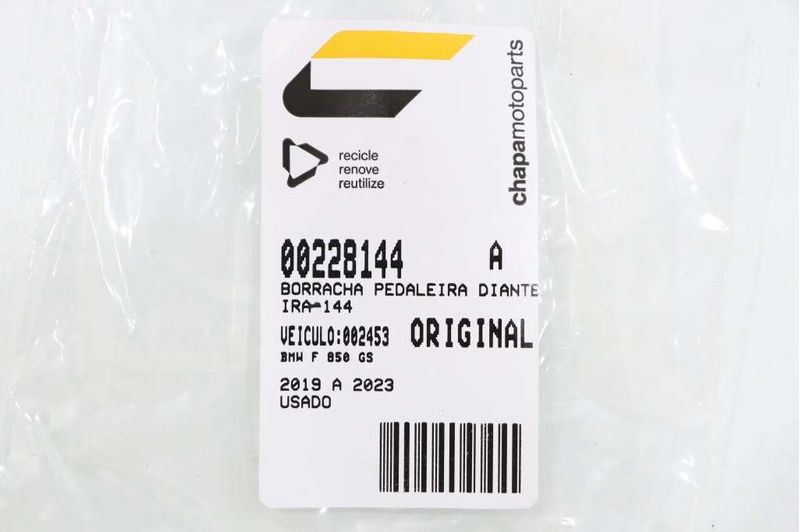 chapamotoparts
recicle
renove
reutilize
00228144 A
BORRACHA PEDALEIRA DIANTE
IRA-144
VEICULO:002453 ORIGINAL
BMW F 850 GS
2019 A 2023
USADO